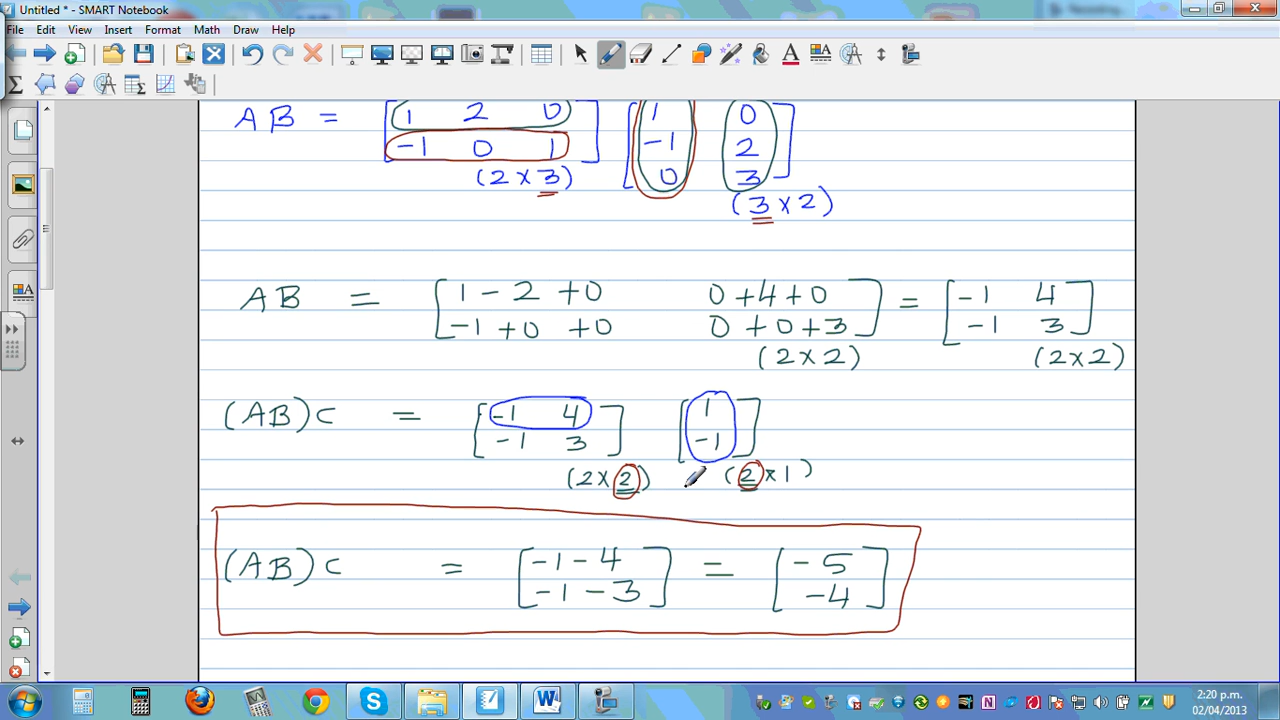 Untitled * - SMART Notebook
File Edit View Insert Format Math Draw Help
AB = [ 1 2 0 ] [ 1 0 ]
[ -1 0 1 ] [ -1 2 ]
(2 x 3) [ 0 3 ]
(3 x 2)
AB = [ 1 - 2 + 0 0 + 4 + 0 ] = [ -1 4 ]
[ -1 + 0 + 0 0 + 0 + 3 ] [ -1 3 ]
(2 x 2) (2 x 2)
(AB)C = [ -1 4 ] [ 1 ]
[ -1 3 ] [ -1 ]
(2 x 2) (2 x 1)
(AB)C = [ -1 - 4 ] = [ -5 ]
[ -1 - 3 ] [ -4 ]
2:20 p.m.
02/04/2013